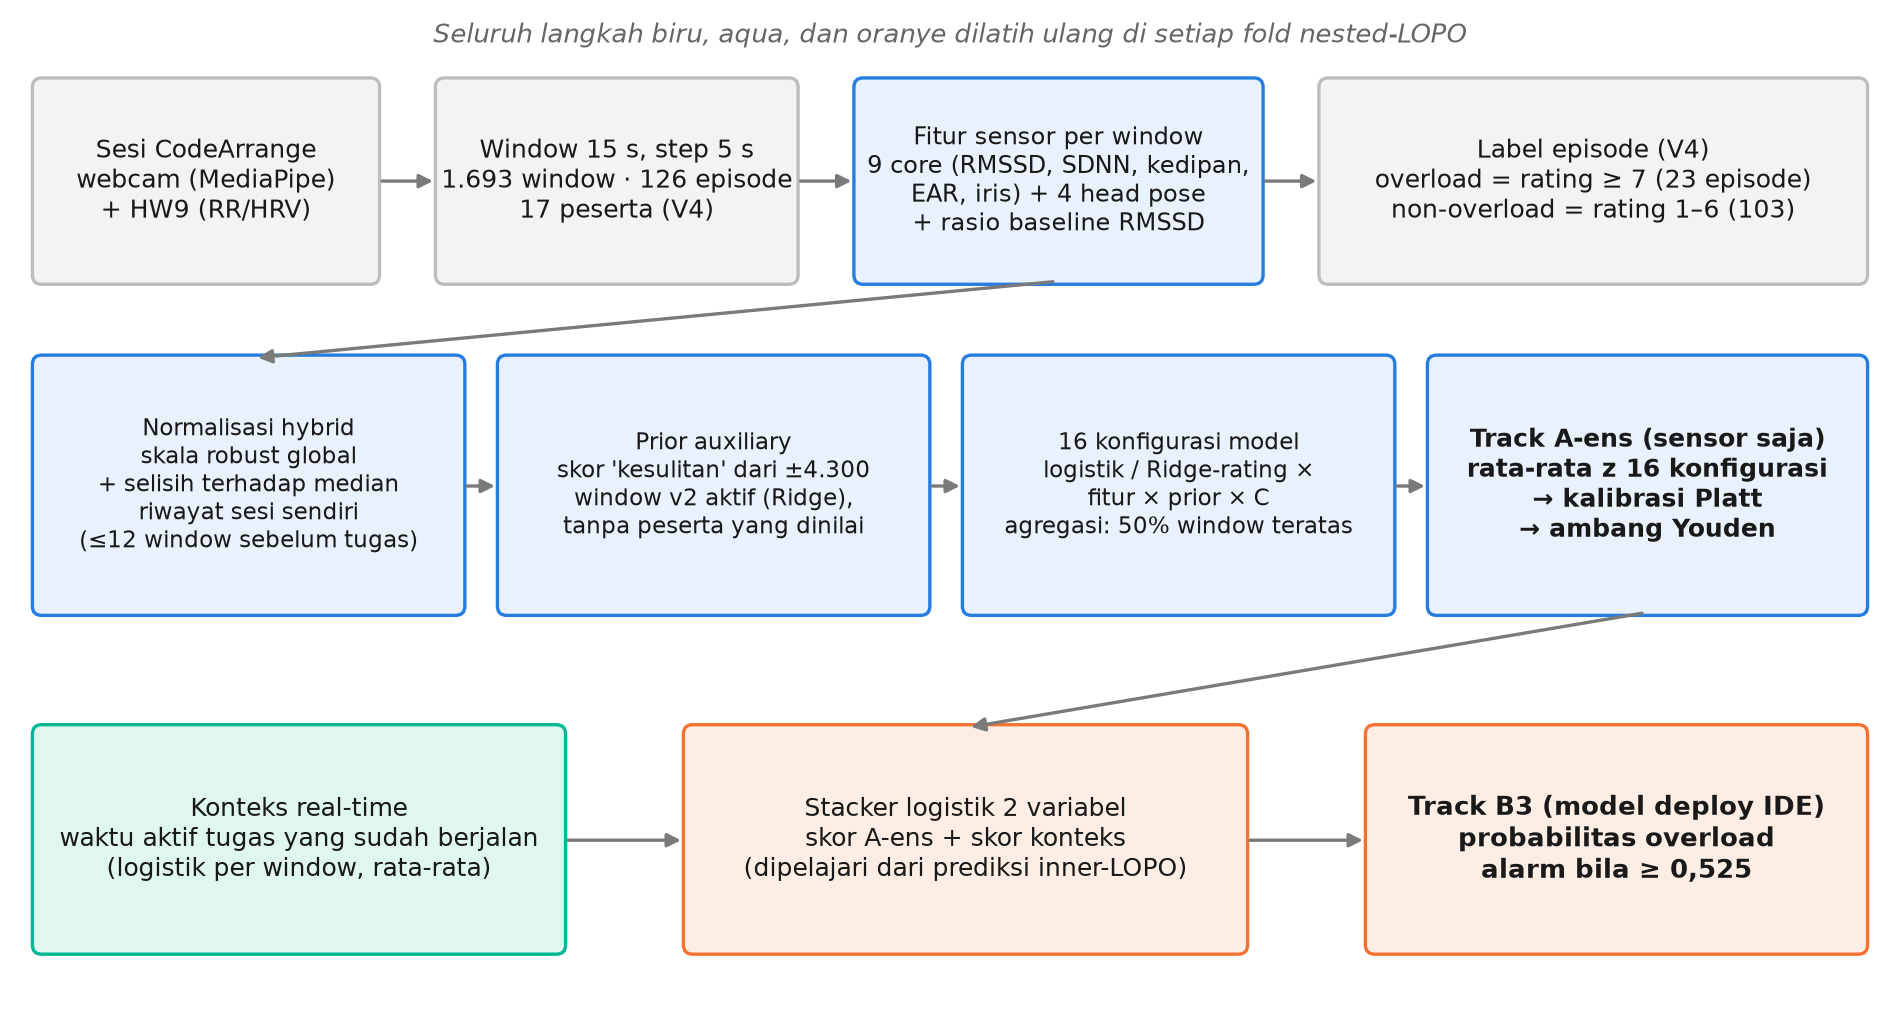 Seluruh langkah biru, aqua, dan oranye dilatih ulang di setiap fold nested-LOPO
Sesi CodeArrange
webcam (MediaPipe)
+ HW9 (RR/HRV)
Window 15 s, step 5 s
1.693 window · 126 episode
17 peserta (V4)
Fitur sensor per window
9 core (RMSSD, SDNN, kedipan,
EAR, iris) + 4 head pose
+ rasio baseline RMSSD
Label episode (V4)
overload = rating ≥ 7 (23 episode)
non-overload = rating 1–6 (103)
Normalisasi hybrid
skala robust global
+ selisih terhadap median
riwayat sesi sendiri
(≤12 window sebelum tugas)
Prior auxiliary
skor 'kesulitan' dari ±4.300
window v2 aktif (Ridge),
tanpa peserta yang dinilai
16 konfigurasi model
logistik / Ridge-rating ×
fitur × prior × C
agregasi: 50% window teratas
Track A-ens (sensor saja)
rata-rata z 16 konfigurasi
→ kalibrasi Platt
→ ambang Youden
Konteks real-time
waktu aktif tugas yang sudah berjalan
(logistik per window, rata-rata)
Stacker logistik 2 variabel
skor A-ens + skor konteks
(dipelajari dari prediksi inner-LOPO)
Track B3 (model deploy IDE)
probabilitas overload
alarm bila ≥ 0,525